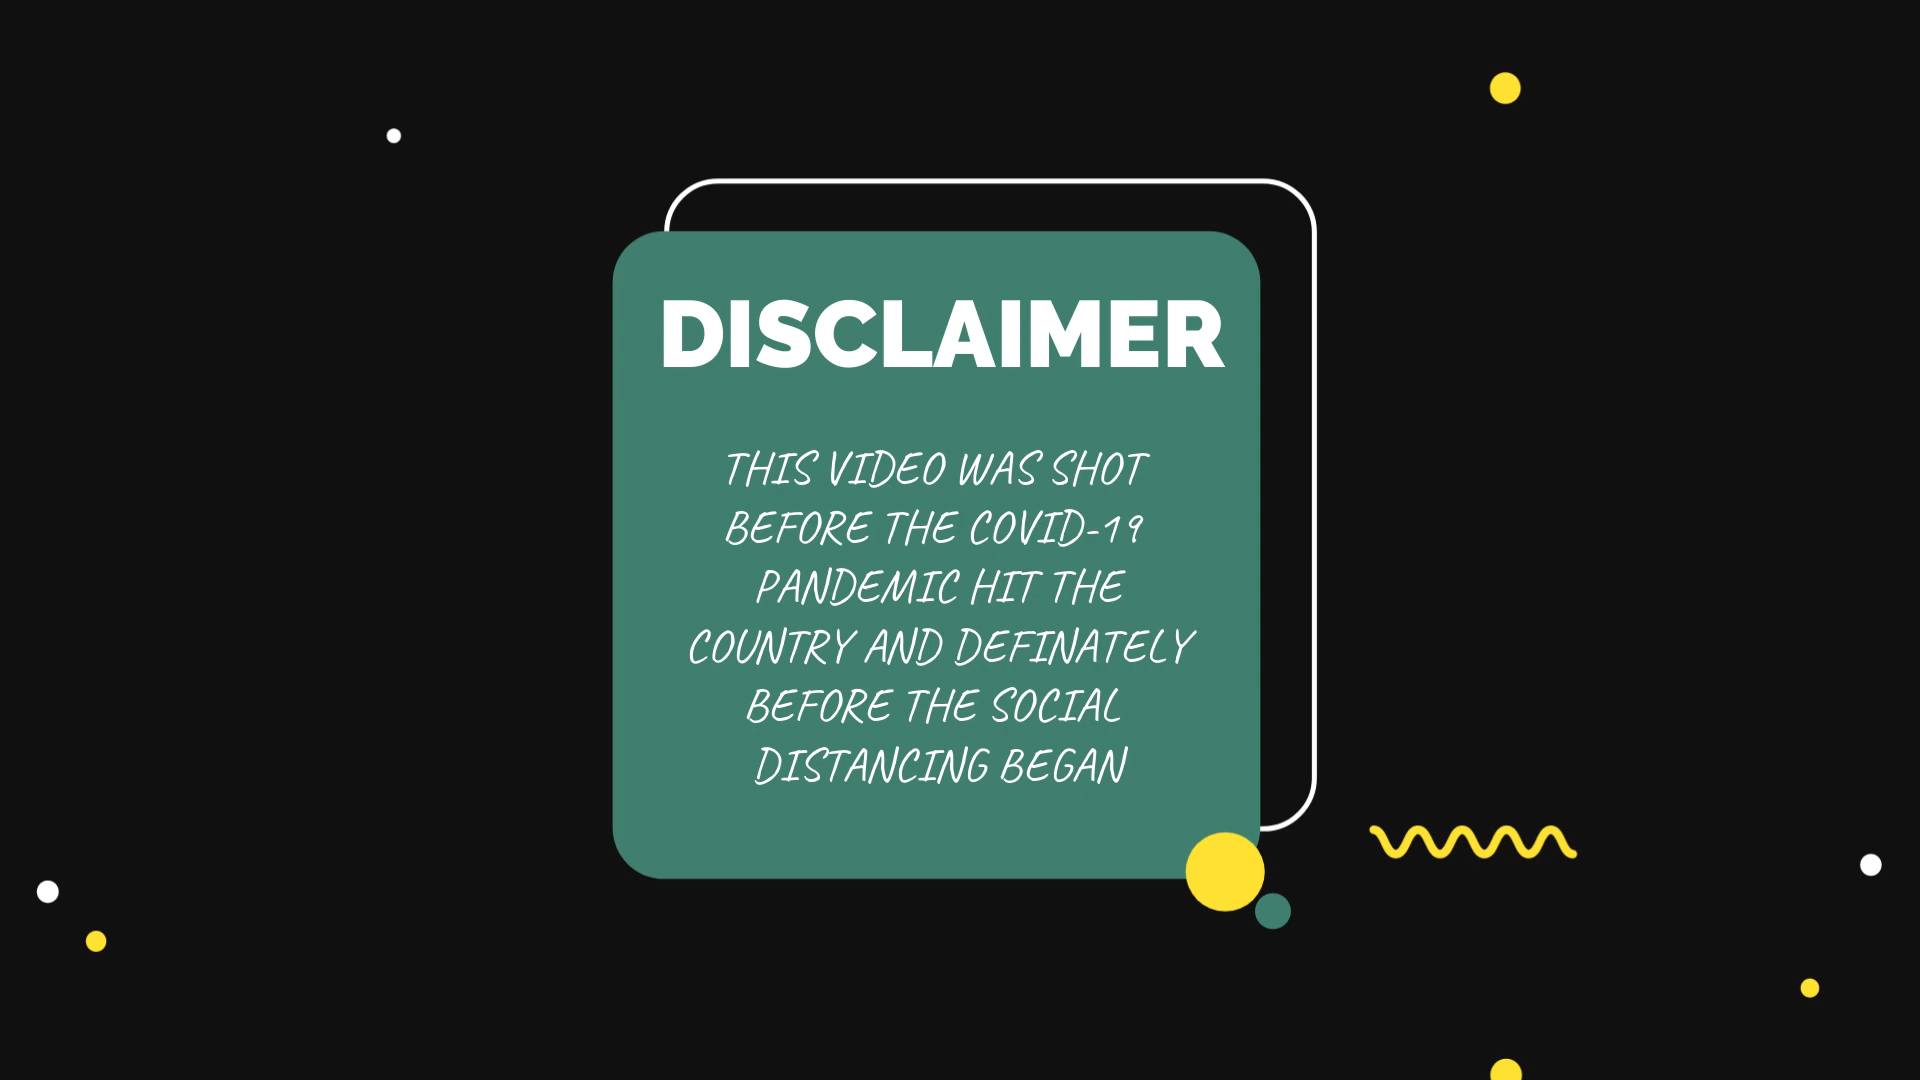 DISCLAIMER
THIS VIDEO WAS SHOT
BEFORE THE COVID-19
PANDEMIC HIT THE
COUNTRY AND DEFINATELY
BEFORE THE SOCIAL
DISTANCING BEGAN